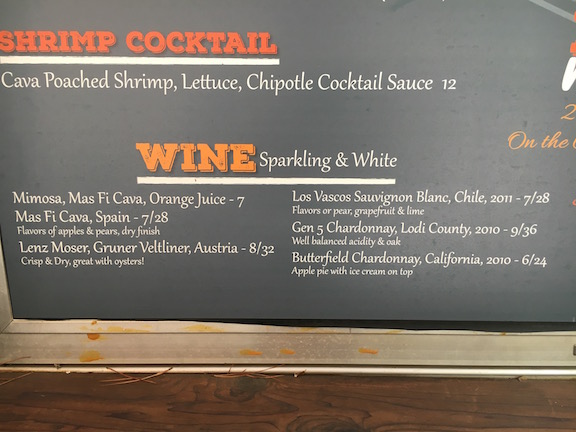 SHRIMP COCKTAIL
Cava Poached Shrimp, Lettuce, Chipotle Cocktail Sauce 12
WINE Sparkling & White
Mimosa, Mas Fi Cava, Orange Juice - 7
Mas Fi Cava, Spain - 7/28
Flavors of apples & pears, dry finish
Lenz Moser, Gruner Veltliner, Austria - 8/32
Crisp & Dry, great with oysters!
Los Vascos Sauvignon Blanc, Chile, 2011 - 7/28
Flavors or pear, grapefruit & lime
Gen 5 Chardonnay, Lodi County, 2010 - 9/36
Well balanced acidity & oak
Butterfield Chardonnay, California, 2010 - 6/24
Apple pie with ice cream on top
2
On the